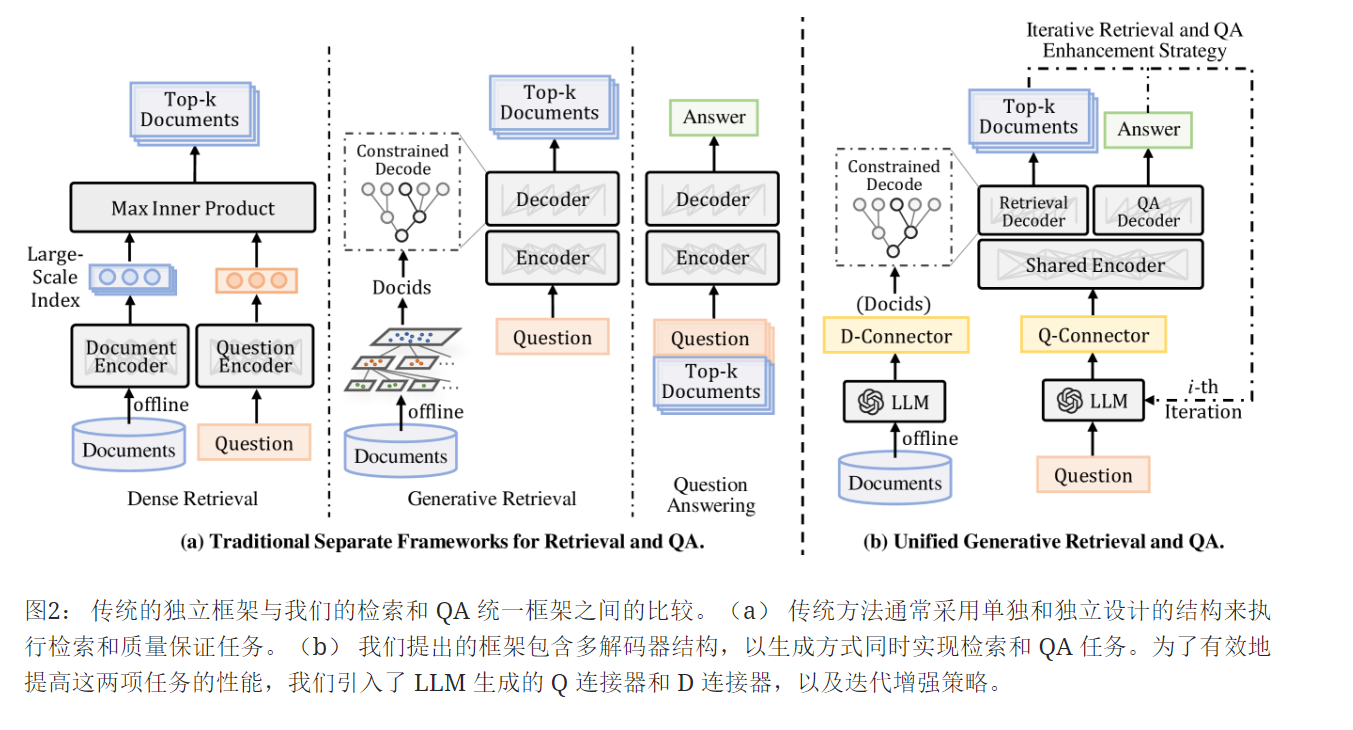 Top-k
Documents
Max Inner Product
Large-
Scale
Index
Document
Encoder
Question
Encoder
offline
Documents
Question
Dense Retrieval
Top-k
Documents
Constrained
Decode
Decoder
Encoder
Docids
Question
offline
Documents
Generative Retrieval
Answer
Decoder
Encoder
Question
Top-k
Documents
Question
Answering
(a) Traditional Separate Frameworks for Retrieval and QA.
Iterative Retrieval and QA
Enhancement Strategy
Top-k
Documents
Answer
Constrained
Decode
Retrieval
Decoder
QA
Decoder
Shared Encoder
(Docids)
D-Connector
Q-Connector
LLM
LLM
i-th
Iteration
offline
Documents
Question
(b) Unified Generative Retrieval and QA.
图2： 传统的独立框架与我们的检索和 QA 统一框架之间的比较。（a） 传统方法通常采用单独和独立设计的结构来执
行检索和质量保证任务。（b） 我们提出的框架包含多解码器结构，以生成方式同时实现检索和 QA 任务。为了有效地
提高这两项任务的性能，我们引入了 LLM 生成的 Q 连接器和 D 连接器，以及迭代增强策略。